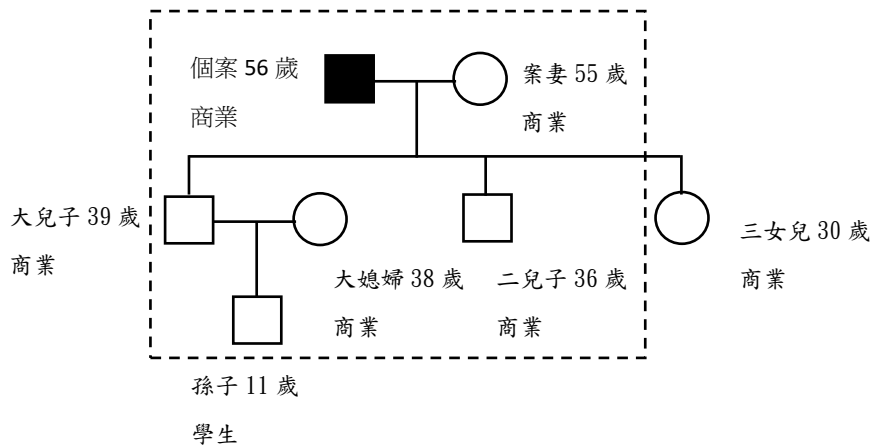 個案 56 歲
商業
案妻 55 歲
商業
大兒子 39 歲
商業
大媳婦 38 歲
商業
二兒子 36 歲
商業
三女兒 30 歲
商業
孫子 11 歲
學生